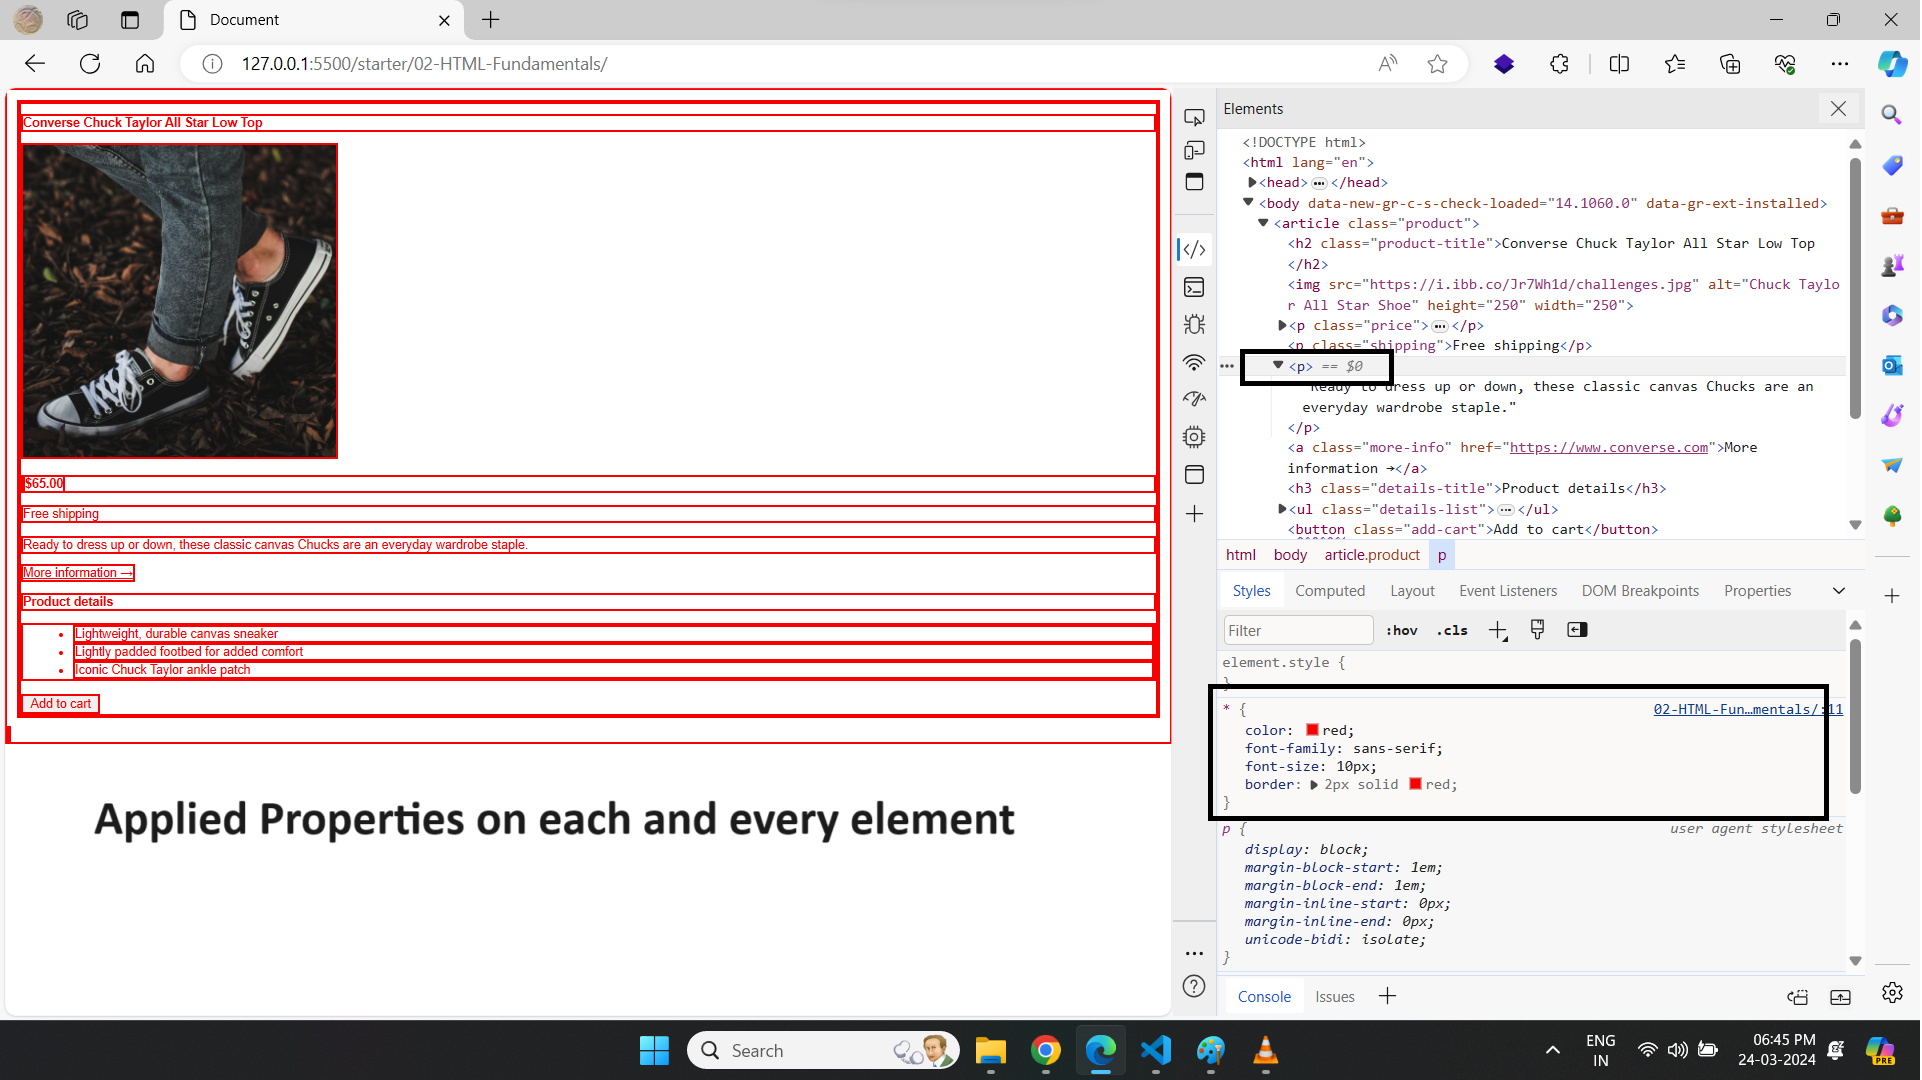 Document
127.0.0.1:5500/starter/02-HTML-Fundamentals/
Converse Chuck Taylor All Star Low Top
$65.00
Free shipping
Ready to dress up or down, these classic canvas Chucks are an everyday wardrobe staple.
More information →
Product details
• Lightweight, durable canvas sneaker
• Lightly padded footbed for added comfort
• Iconic Chuck Taylor ankle patch
Add to cart
Applied Properties on each and every element
Elements
<!DOCTYPE html>
<html lang="en">
<head> ••• </head>
<body data-new-gr-c-s-check-loaded="14.1060.0" data-gr-ext-installed>
<article class="product">
<h2 class="product-title">Converse Chuck Taylor All Star Low Top
</h2>
<img src="https://i.ibb.co/Jr7Wh1d/challenges.jpg" alt="Chuck Taylo
r All Star Shoe" height="250" width="250">
<p class="price"> ••• </p>
<p class="shipping">Free shipping</p>
••• <p> == $0
"Ready to dress up or down, these classic canvas Chucks are an
everyday wardrobe staple."
</p>
<a class="more-info" href="https://www.converse.com">More
information →</a>
<h3 class="details-title">Product details</h3>
<ul class="details-list"> ••• </ul>
<button class="add-cart">Add to cart</button>
html body article.product p
Styles Computed Layout Event Listeners DOM Breakpoints Properties
Filter :hov .cls
element.style {
}
* { 02-HTML-Fun…mentals/:11
color: red;
font-family: sans-serif;
font-size: 10px;
border: 2px solid red;
}
p { user agent stylesheet
display: block;
margin-block-start: 1em;
margin-block-end: 1em;
margin-inline-start: 0px;
margin-inline-end: 0px;
unicode-bidi: isolate;
}
Console Issues
Search
ENG
IN
06:45 PM
24-03-2024
PRE